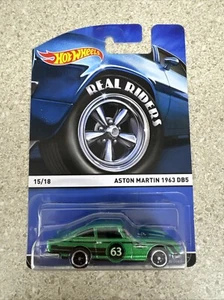 Hot Wheels
REAL RIDERS
15/18
ASTON MARTIN 1963 DB5
63